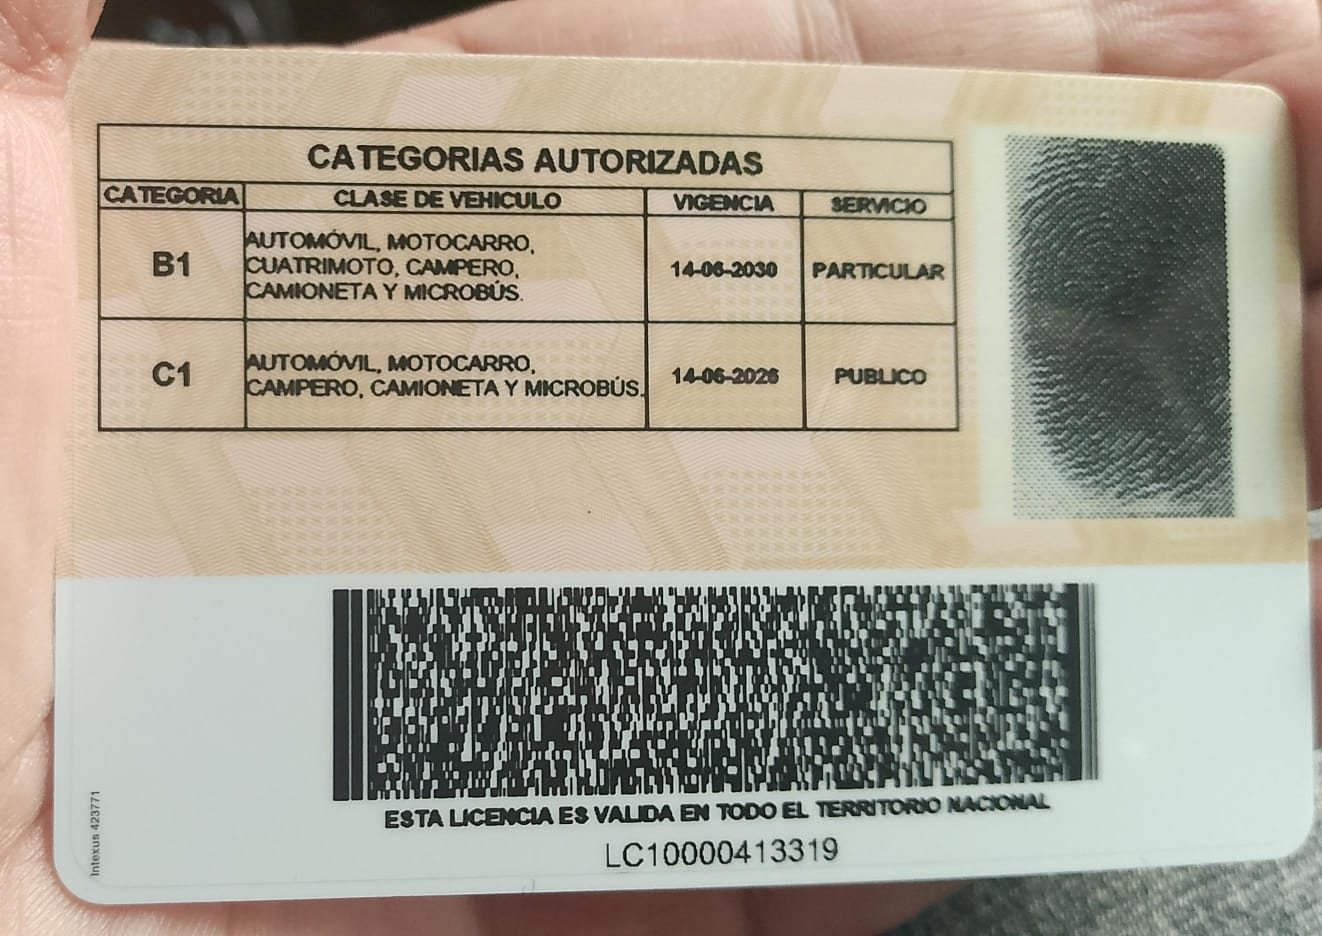 CATEGORIAS AUTORIZADAS
CATEGORIA CLASE DE VEHICULO VIGENCIA SERVICIO
B1
AUTOMÓVIL, MOTOCARRO,
CUATRIMOTO, CAMPERO,
CAMIONETA Y MICROBÚS.
14-06-2030 PARTICULAR
C1
AUTOMÓVIL, MOTOCARRO,
CAMPERO, CAMIONETA Y MICROBÚS.
14-06-2026 PUBLICO
ESTA LICENCIA ES VALIDA EN TODO EL TERRITORIO NACIONAL
LC10000413319
Intexus 423771